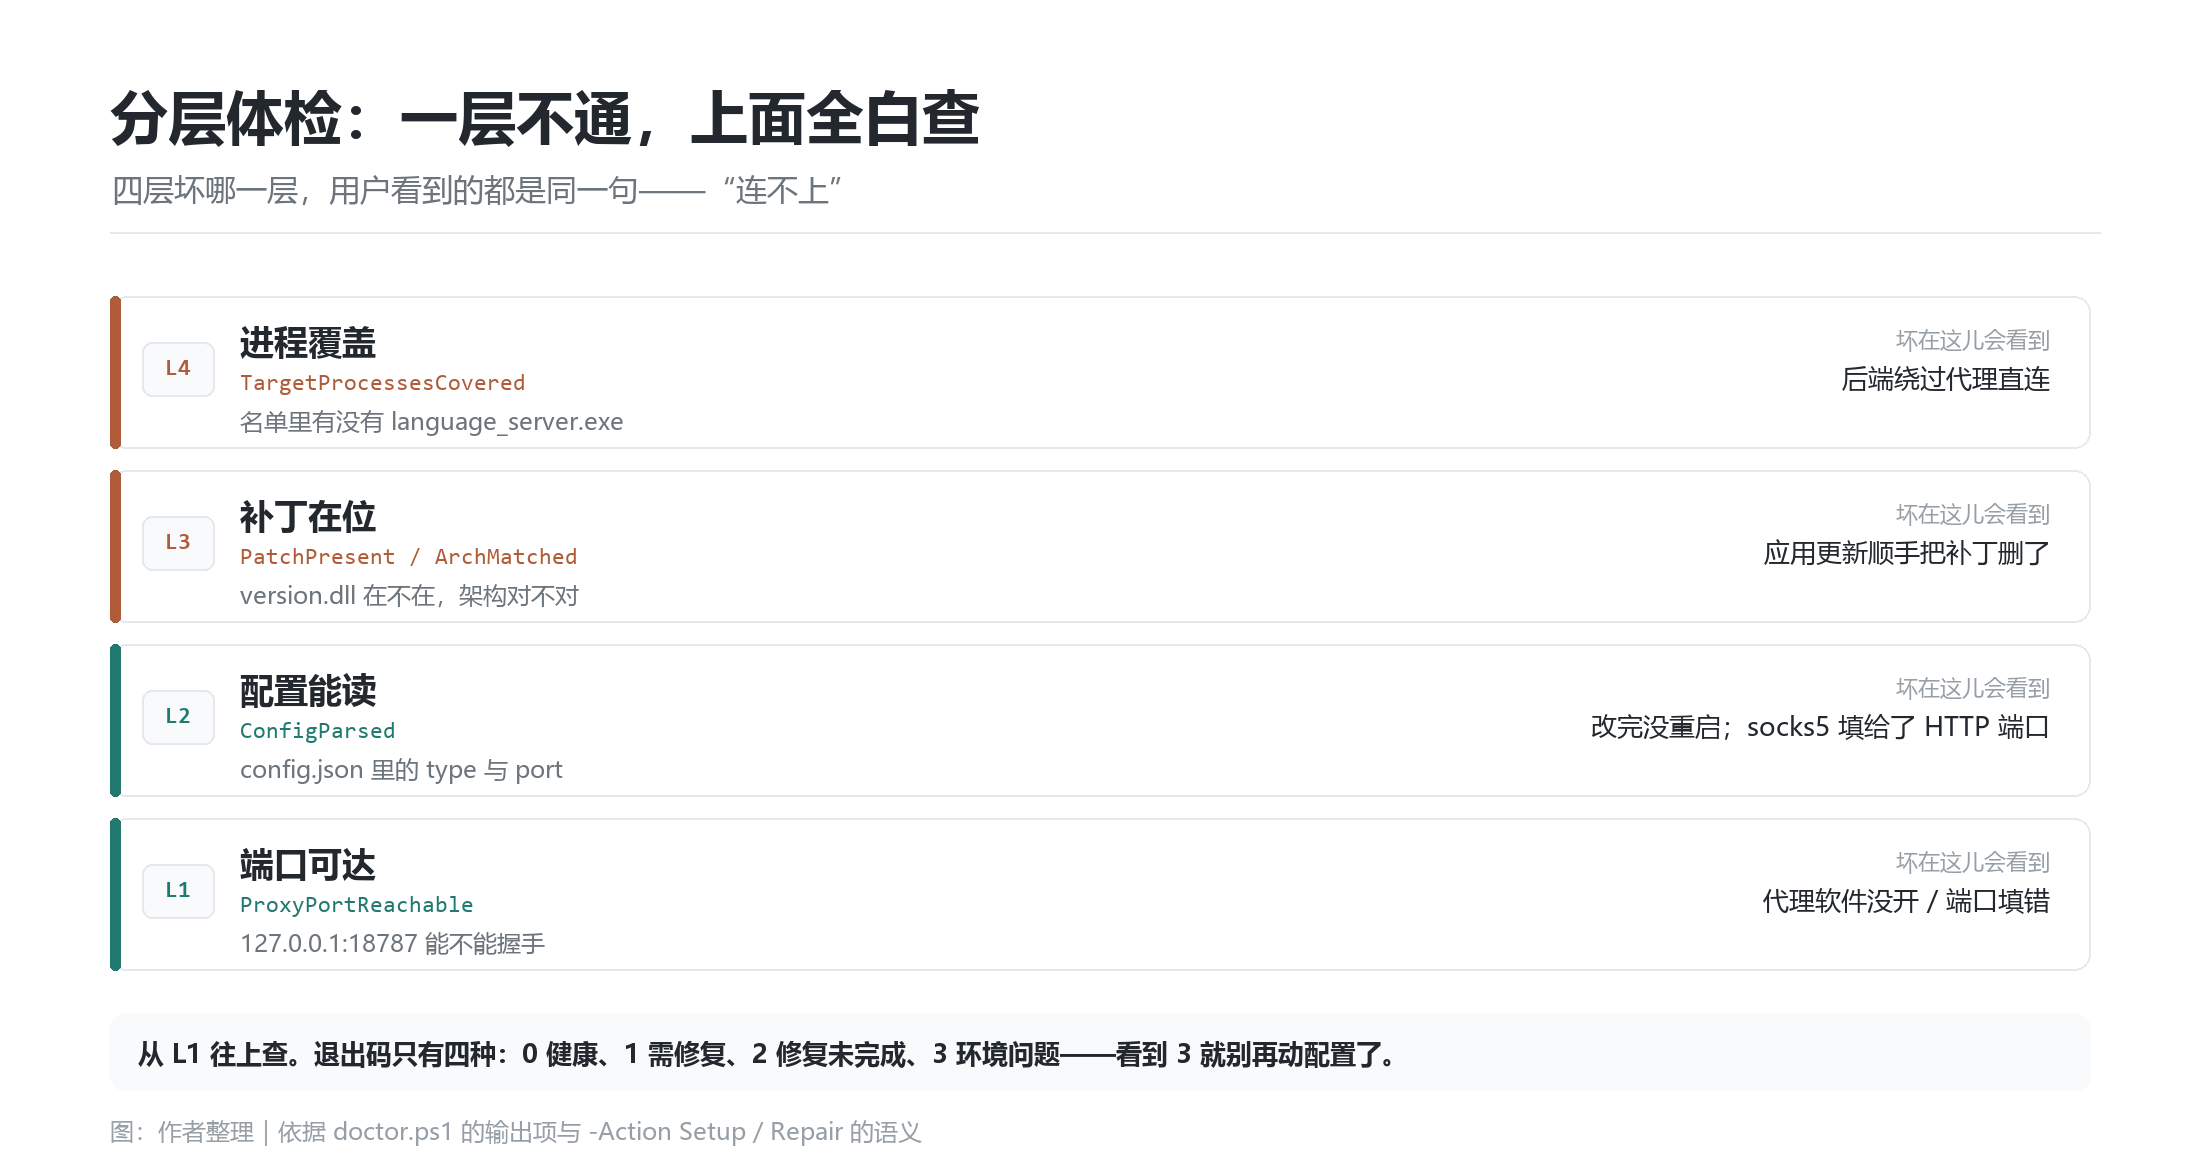 分层体检：一层不通，上面全白查
四层坏哪一层，用户看到的都是同一句——“连不上”
L4
进程覆盖
TargetProcessesCovered
名单里有没有 language_server.exe
坏在这儿会看到
后端绕过代理直连
L3
补丁在位
PatchPresent / ArchMatched
version.dll 在不在，架构对不对
坏在这儿会看到
应用更新顺手把补丁删了
L2
配置能读
ConfigParsed
config.json 里的 type 与 port
坏在这儿会看到
改完没重启；socks5 填给了 HTTP 端口
L1
端口可达
ProxyPortReachable
127.0.0.1:18787 能不能握手
坏在这儿会看到
代理软件没开 / 端口填错
从 L1 往上查。退出码只有四种：0 健康、1 需修复、2 修复未完成、3 环境问题——看到 3 就别再动配置了。
图：作者整理｜依据 doctor.ps1 的输出项与 -Action Setup / Repair 的语义